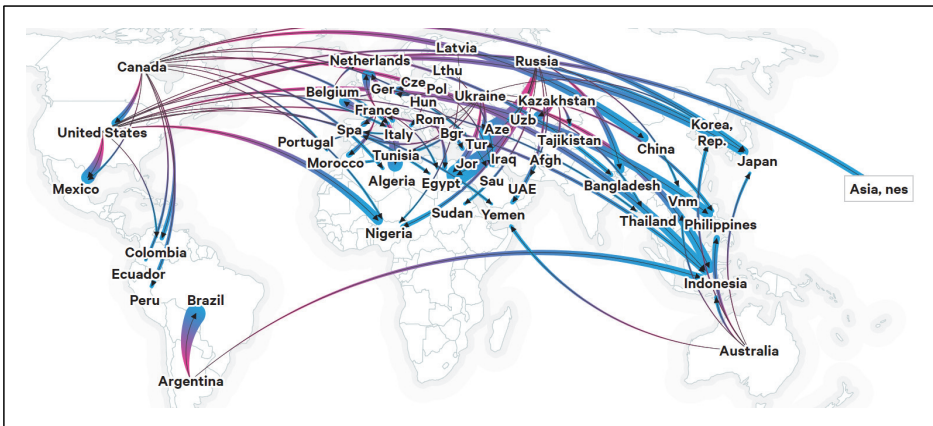 Latvia
Canada
Netherlands
Russia
Lthu
Cze
Ger
Pol
Belgium
Hun
Ukraine
Kazakhstan
France
Rom
Uzb
Korea,
Rep.
United States
Spa
Italy
Bgr
Aze
Tajikistan
Portugal
Tur
China
Japan
Tunisia
Iraq
Afgh
Morocco
Jor
Mexico
Algeria
Egypt
Sau
UAE
Bangladesh
Asia, nes
Vnm
Sudan
Yemen
Thailand
Philippines
Nigeria
Colombia
Ecuador
Indonesia
Peru
Brazil
Australia
Argentina